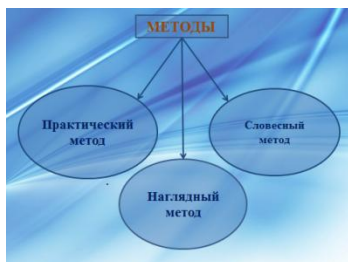 МЕТОДЫ
Практический
метод
Словесный
метод
Наглядный
метод